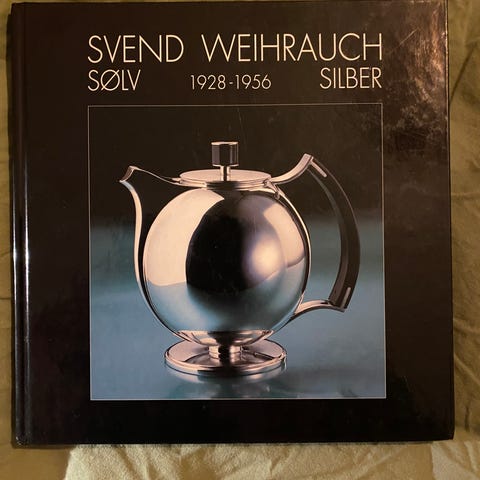 SVEND WEIHRAUCH
SØLV 1928-1956 SILBER